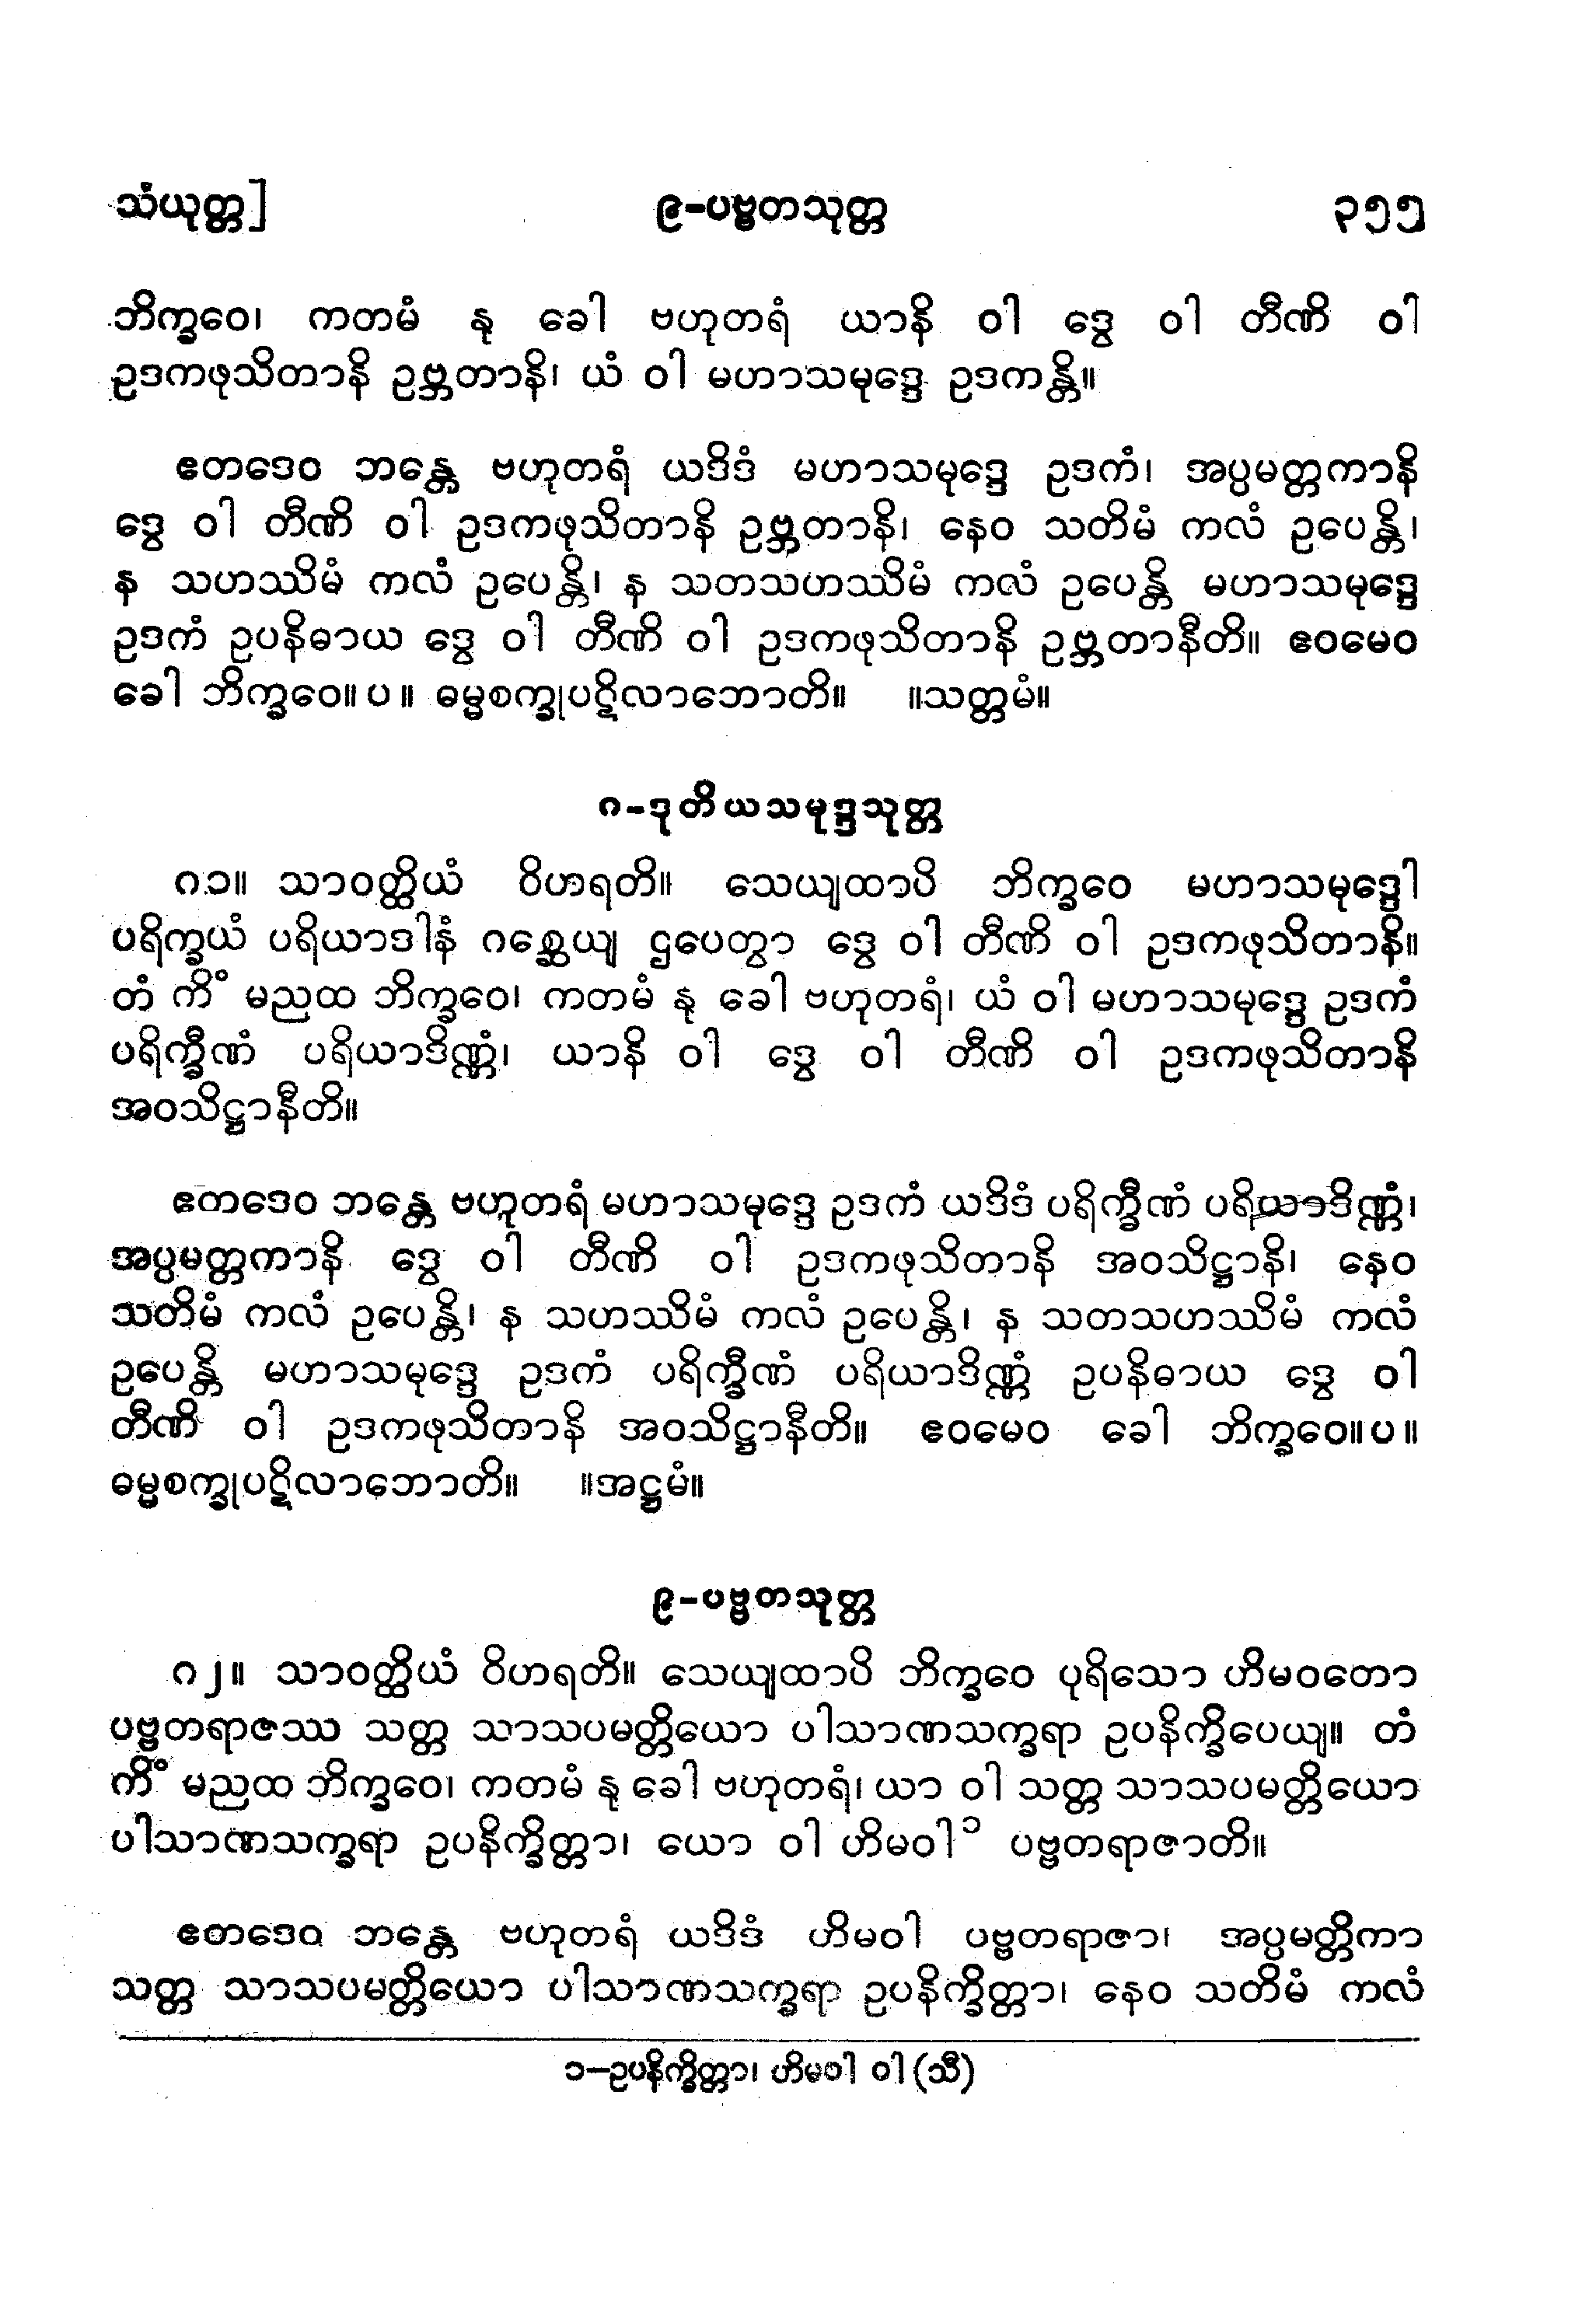 သံယုတ္တ] ၉-ပဗ္ဗတသုတ္တ ၃၅၅
ဘိက္ခဝေ၊ ကတမံ နု ခေါ ဗဟုတရံ ယာနိ ဝါ ဒွေ ဝါ တီဏိ ဝါ
ဥဒကဖုသိတာနိ ဥဗ္ဘတာနိ၊ ယံ ဝါ မဟာသမုဒ္ဒေ ဥဒကန္တိ။
ဧတဒေဝ ဘန္တေ ဗဟုတရံ ယဒိဒံ မဟာသမုဒ္ဒေ ဥဒကံ၊ အပ္ပမတ္တကာနိ
ဒွေ ဝါ တီဏိ ဝါ ဥဒကဖုသိတာနိ ဥဗ္ဘတာနိ၊ နေဝ သတိမံ ကလံ ဥပေန္တိ၊
န သဟဿိမံ ကလံ ဥပေန္တိ၊ န သတသဟဿိမံ ကလံ ဥပေန္တိ မဟာသမုဒ္ဒေ
ဥဒကံ ဥပနိဓာယ ဒွေ ဝါ တီဏိ ဝါ ဥဒကဖုသိတာနိ ဥဗ္ဘတာနီတိ။ ဧဝမေဝ
ခေါ ဘိက္ခဝေ။ပ။ ဓမ္မစက္ခုပဋိလာဘောတိ။ ။သတ္တမံ။
၈-ဒုတိယသမုဒ္ဒသုတ္တ
၈၁။ သာဝတ္ထိယံ ဝိဟရတိ။ သေယျထာပိ ဘိက္ခဝေ မဟာသမုဒ္ဒေါ
ပရိက္ခယံ ပရိယာဒါနံ ဂစ္ဆေယျ ဌပေတွာ ဒွေ ဝါ တီဏိ ဝါ ဥဒကဖုသိတာနိ။
တံ ကိံ မညထ ဘိက္ခဝေ၊ ကတမံ နု ခေါ ဗဟုတရံ၊ ယံ ဝါ မဟာသမုဒ္ဒေ ဥဒကံ
ပရိက္ခီဏံ ပရိယာဒိဏ္ဏံ၊ ယာနိ ဝါ ဒွေ ဝါ တီဏိ ဝါ ဥဒကဖုသိတာနိ
အဝသိဋ္ဌာနီတိ။
ဧတဒေဝ ဘန္တေ ဗဟုတရံ မဟာသမုဒ္ဒေ ဥဒကံ ယဒိဒံ ပရိက္ခီဏံ ပရိယာဒိဏ္ဏံ၊
အပ္ပမတ္တကာနိ ဒွေ ဝါ တီဏိ ဝါ ဥဒကဖုသိတာနိ အဝသိဋ္ဌာနိ၊ နေဝ
သတိမံ ကလံ ဥပေန္တိ၊ န သဟဿိမံ ကလံ ဥပေန္တိ၊ န သတသဟဿိမံ ကလံ
ဥပေန္တိ မဟာသမုဒ္ဒေ ဥဒကံ ပရိက္ခီဏံ ပရိယာဒိဏ္ဏံ ဥပနိဓာယ ဒွေ ဝါ
တီဏိ ဝါ ဥဒကဖုသိတာနိ အဝသိဋ္ဌာနီတိ။ ဧဝမေဝ ခေါ ဘိက္ခဝေ။ပ။
ဓမ္မစက္ခုပဋိလာဘောတိ။ ။အဋ္ဌမံ။
၉-ပဗ္ဗတသုတ္တ
၈၂။ သာဝတ္ထိယံ ဝိဟရတိ။ သေယျထာပိ ဘိက္ခဝေ ပုရိသော ဟိမဝတော
ပဗ္ဗတရာဇဿ သတ္တ သာသပမတ္တိယော ပါသာဏသက္ခရာ ဥပနိက္ခိပေယျ။ တံ
ကိံ မညထ ဘိက္ခဝေ၊ ကတမံ နု ခေါ ဗဟုတရံ၊ ယာ ဝါ သတ္တ သာသပမတ္တိယော
ပါသာဏသက္ခရာ ဥပနိက္ခိတ္တာ၊ ယော ဝါ ဟိမဝါ၁ ပဗ္ဗတရာဇာတိ။
ဧတဒေဝ ဘန္တေ ဗဟုတရံ ယဒိဒံ ဟိမဝါ ပဗ္ဗတရာဇာ၊ အပ္ပမတ္တိကာ
သတ္တ သာသပမတ္တိယော ပါသာဏသက္ခရာ ဥပနိက္ခိတ္တာ၊ နေဝ သတိမံ ကလံ
၁-ဥပနိက္ခိတ္တာ၊ ဟိမဝါ ဝါ (သီ)